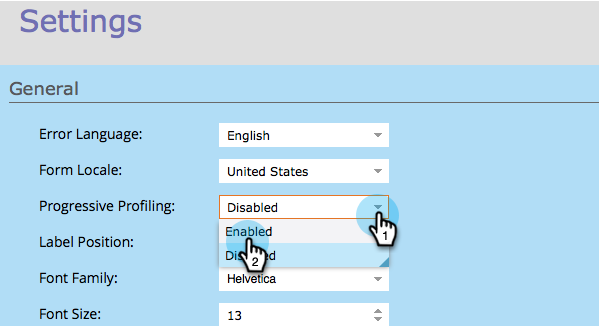 Settings
General
Error Language: English
Form Locale: United States
Progressive Profiling: Disabled
1
Enabled
Label Position:
2
Font Family: Helvetica
Font Size: 13